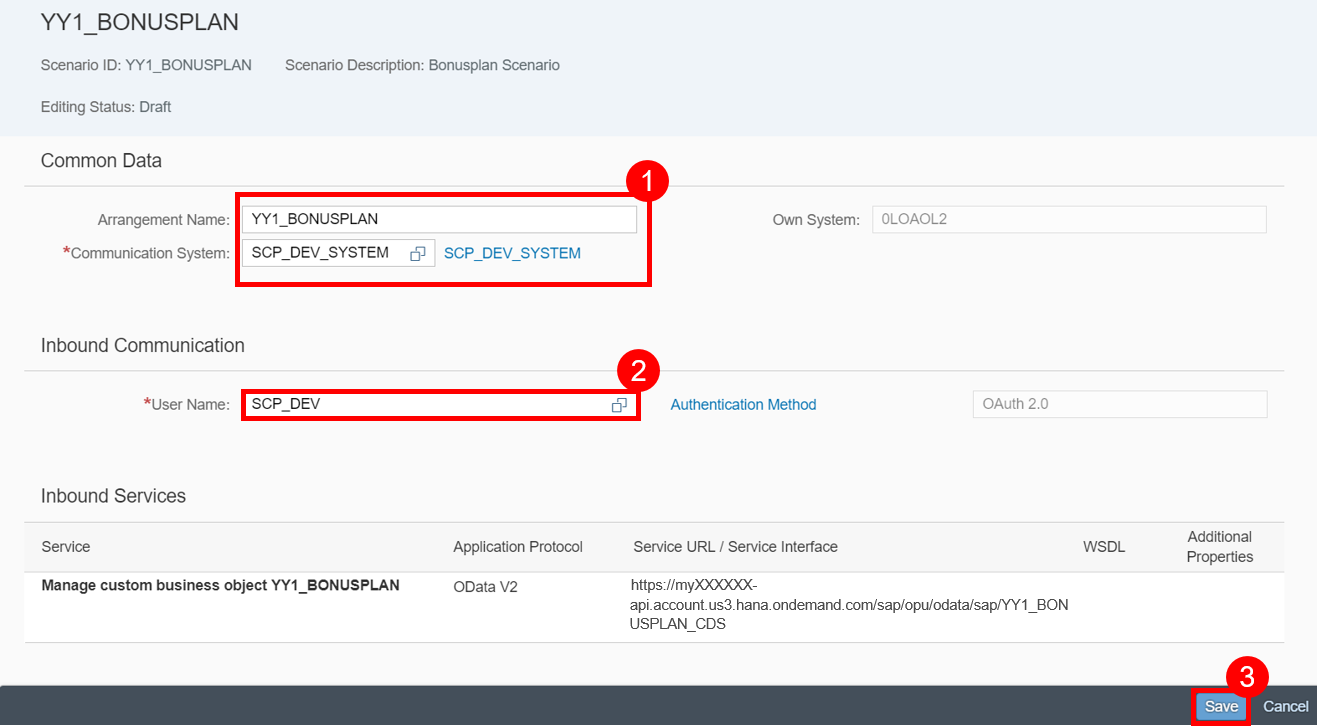 YY1_BONUSPLAN
Scenario ID: YY1_BONUSPLAN Scenario Description: Bonusplan Scenario
Editing Status: Draft
Common Data
1
Arrangement Name: YY1_BONUSPLAN Own System: 0LOAOL2
*Communication System: SCP_DEV_SYSTEM SCP_DEV_SYSTEM
Inbound Communication
2
*User Name: SCP_DEV Authentication Method OAuth 2.0
Inbound Services
Service Application Protocol Service URL / Service Interface WSDL Additional
Properties
Manage custom business object YY1_BONUSPLAN OData V2 https://myXXXXXX-
api.account.us3.hana.ondemand.com/sap/opu/odata/sap/YY1_BON
USPLAN_CDS
3
Save Cancel